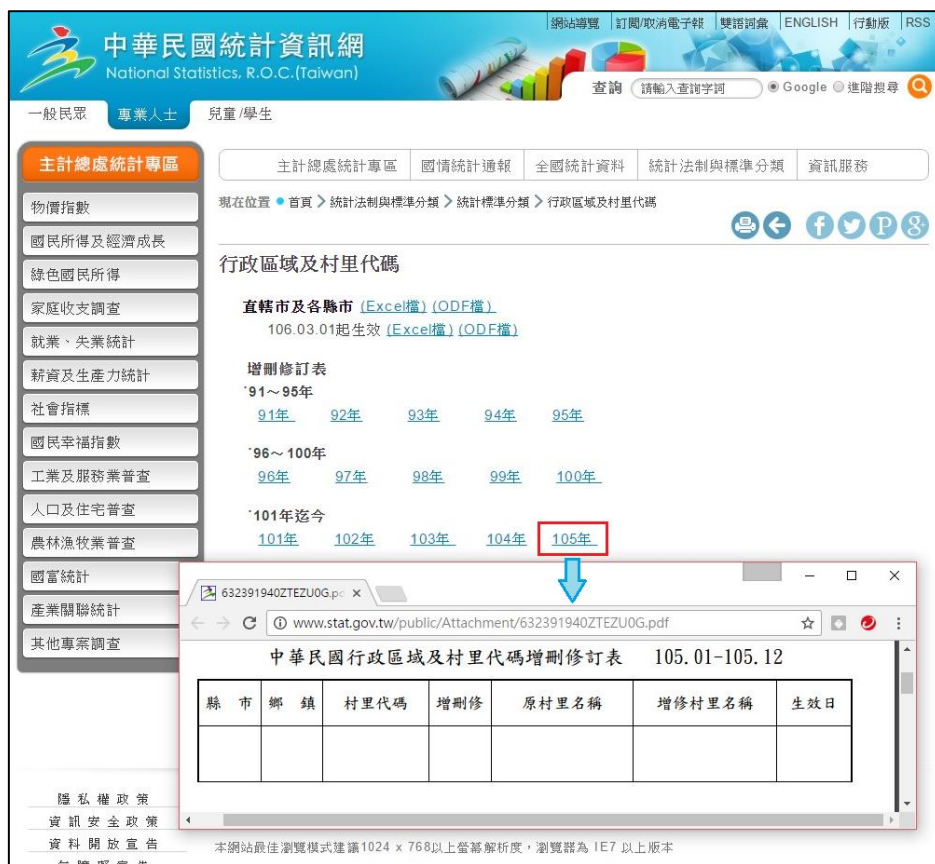 網站導覽 | 訂閱/取消電子報 | 雙語詞彙 | ENGLISH | 行動版 | RSS
中華民國統計資訊網
National Statistics, R.O.C.(Taiwan)
查詢 請輸入查詢字詞 Google 進階搜尋
一般民眾 專業人士 兒童/學生
主計總處統計專區
物價指數
國民所得及經濟成長
綠色國民所得
家庭收支調查
就業、失業統計
薪資及生產力統計
社會指標
國民幸福指數
工業及服務業普查
人口及住宅普查
農林漁牧業普查
國富統計
產業關聯統計
其他專案調查
隱私權政策
資訊安全政策
資料開放宣告
主計總處統計專區 | 國情統計通報 | 全國統計資料 | 統計法制與標準分類 | 資訊服務
現在位置 首頁 > 統計法制與標準分類 > 統計標準分類 > 行政區域及村里代碼
行政區域及村里代碼
直轄市及各縣市 (Excel檔) (ODF檔)
106.03.01起生效 (Excel檔) (ODF檔)
增刪修訂表
˙91～95年
91年 92年 93年 94年 95年
˙96～100年
96年 97年 98年 99年 100年
˙101年迄今
101年 102年 103年 104年 105年
632391940ZTEZU0G.pd
www.stat.gov.tw/public/Attachment/632391940ZTEZU0G.pdf
中華民國行政區域及村里代碼增刪修訂表 105.01-105.12
縣 市 鄉 鎮 村里代碼 增刪修 原村里名稱 增修村里名稱 生效日
本網站最佳瀏覽模式建議1024 x 768以上螢幕解析度，瀏覽器為 IE7 以上版本